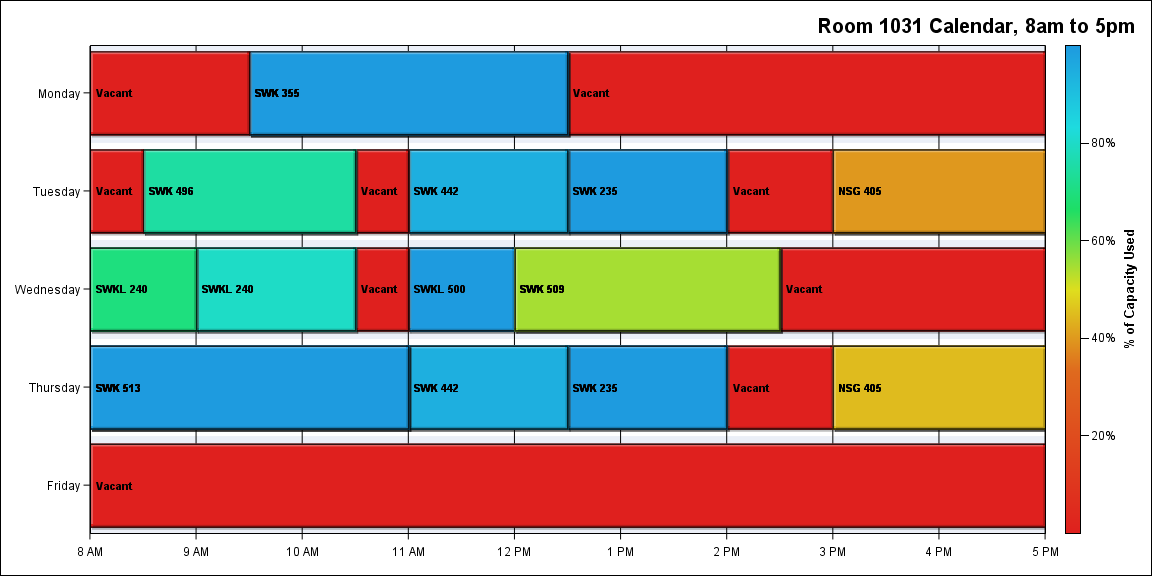 Room 1031 Calendar, 8am to 5pm
Monday
Vacant
SWK 355
Vacant
Tuesday
Vacant
SWK 496
Vacant
SWK 442
SWK 235
Vacant
NSG 405
Wednesday
SWKL 240
SWKL 240
Vacant
SWKL 500
SWK 509
Vacant
Thursday
SWK 513
SWK 442
SWK 235
Vacant
NSG 405
Friday
Vacant
8 AM
9 AM
10 AM
11 AM
12 PM
1 PM
2 PM
3 PM
4 PM
5 PM
80%
60%
40%
20%
% of Capacity Used